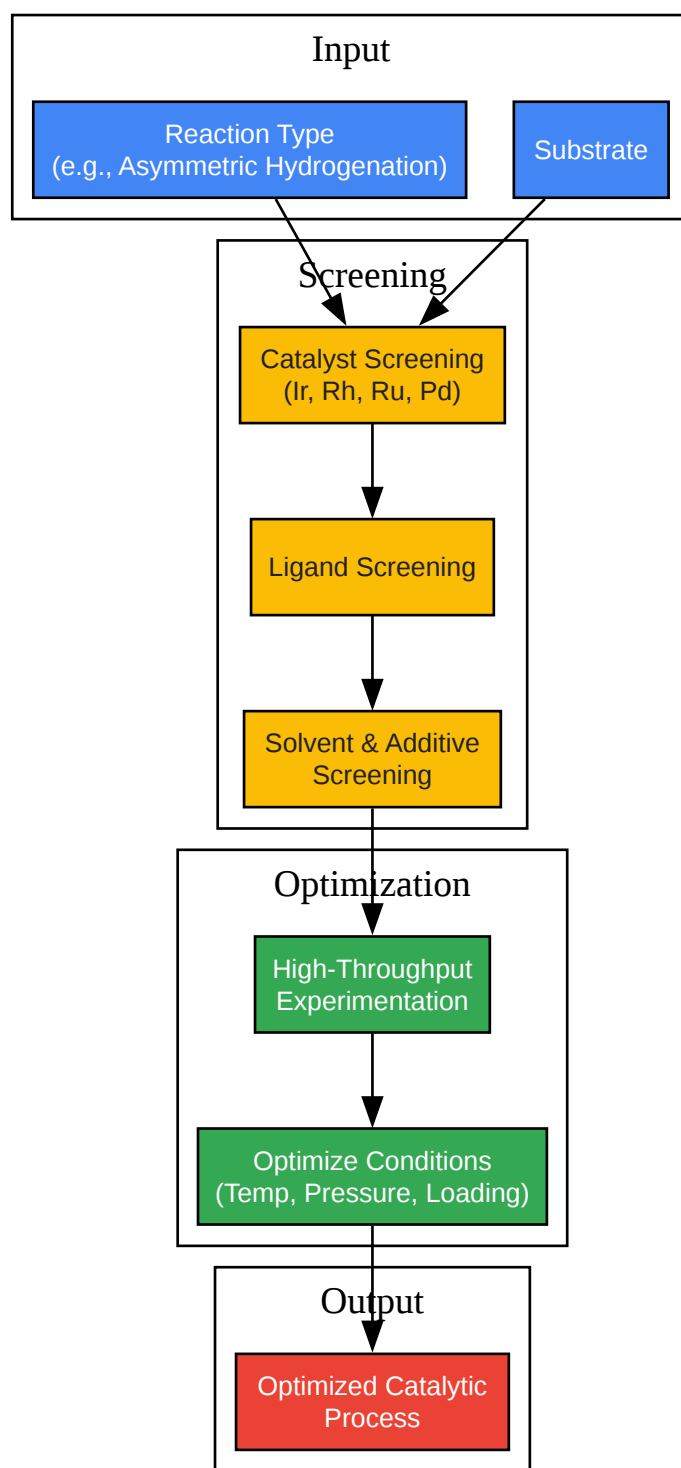 Input
Reaction Type
(e.g., Asymmetric Hydrogenation)
Substrate
Screening
Catalyst Screening
(Ir, Rh, Ru, Pd)
Ligand Screening
Solvent & Additive
Screening
Optimization
High-Throughput
Experimentation
Optimize Conditions
(Temp, Pressure, Loading)
Output
Optimized Catalytic
Process